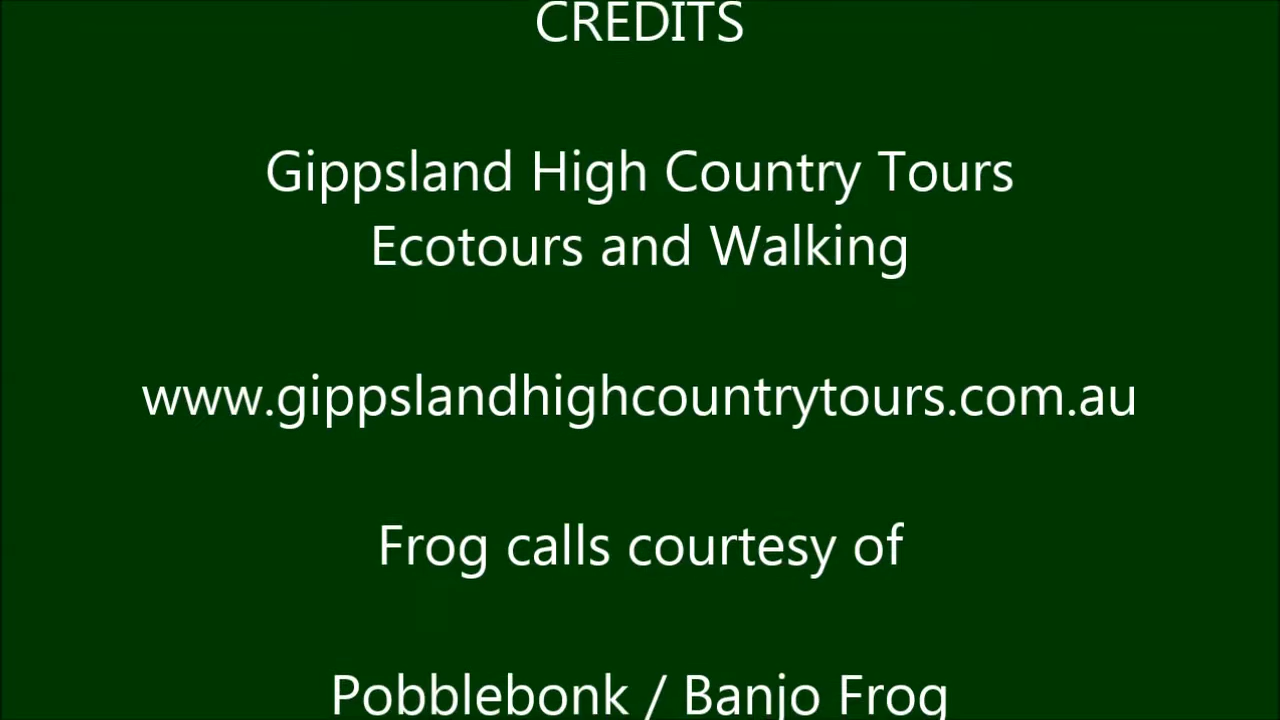 CREDITS
Gippsland High Country Tours
Ecotours and Walking
www.gippslandhighcountrytours.com.au
Frog calls courtesy of
Pobblebonk / Banjo Frog